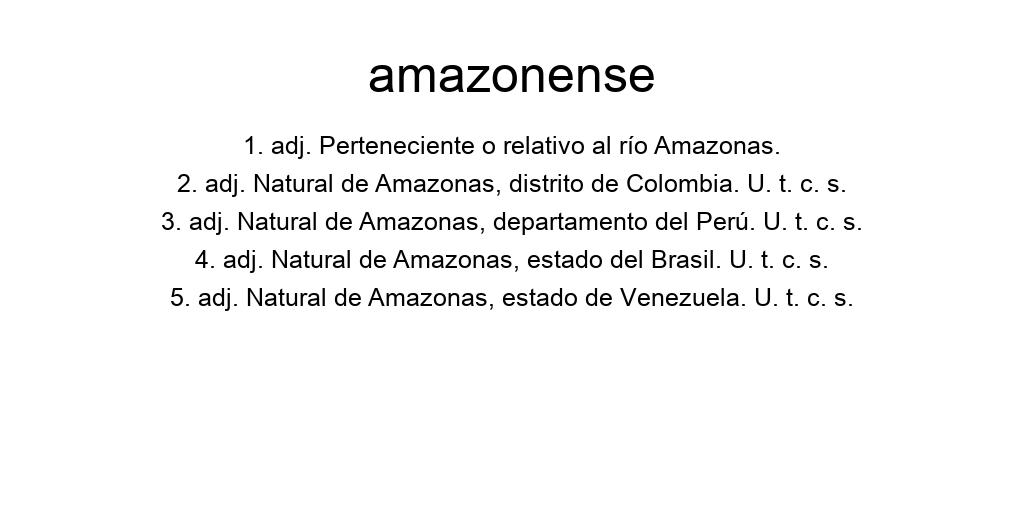 amazonense
1. adj. Perteneciente o relativo al río Amazonas.
2. adj. Natural de Amazonas, distrito de Colombia. U. t. c. s.
3. adj. Natural de Amazonas, departamento del Perú. U. t. c. s.
4. adj. Natural de Amazonas, estado del Brasil. U. t. c. s.
5. adj. Natural de Amazonas, estado de Venezuela. U. t. c. s.